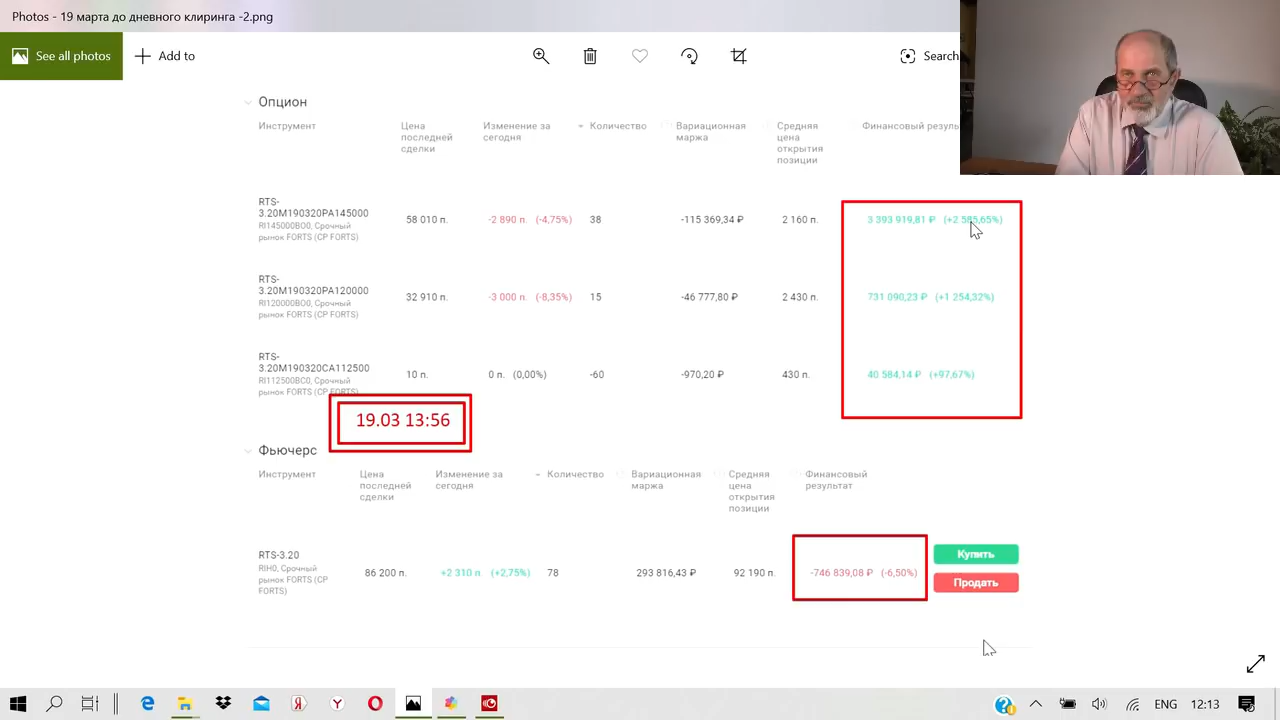 Photos - 19 марта до дневного клиринга -2.png
See all photos
Add to
Search
Опцион
Инструмент
Цена последней сделки
Изменение за сегодня
Количество
Вариационная маржа
Средняя цена открытия позиции
Финансовый резуль
RTS-
3.20M190320PA145000
RI145000BO0, Срочный
рынок FORTS (СР FORTS)
58 010 п.
-2 890 п. (-4,75%)
38
-115 369,34 ₽
2 160 п.
3 393 919,81 ₽ (+2 585,65%)
RTS-
3.20M190320PA120000
RI120000BO0, Срочный
рынок FORTS (СР FORTS)
32 910 п.
-3 000 п. (-8,35%)
15
-46 777,80 ₽
2 430 п.
731 090,23 ₽ (+1 254,32%)
RTS-
3.20M190320CA112500
RI112500BC0, Срочный
рынок FORTS (СР FORTS)
10 п.
0 п. (0,00%)
-60
-970,20 ₽
430 п.
40 584,14 ₽ (+97,67%)
19.03 13:56
Фьючерс
Инструмент
Цена последней сделки
Изменение за сегодня
Количество
Вариационная маржа
Средняя цена открытия позиции
Финансовый результат
RTS-3.20
RIH0, Срочный
рынок FORTS (СР
FORTS)
86 200 п.
+2 310 п (+2,75%)
78
293 816,43 ₽
92 190 п.
-746 839,08 ₽ (-6,50%)
Купить
Продать
ENG
12:13